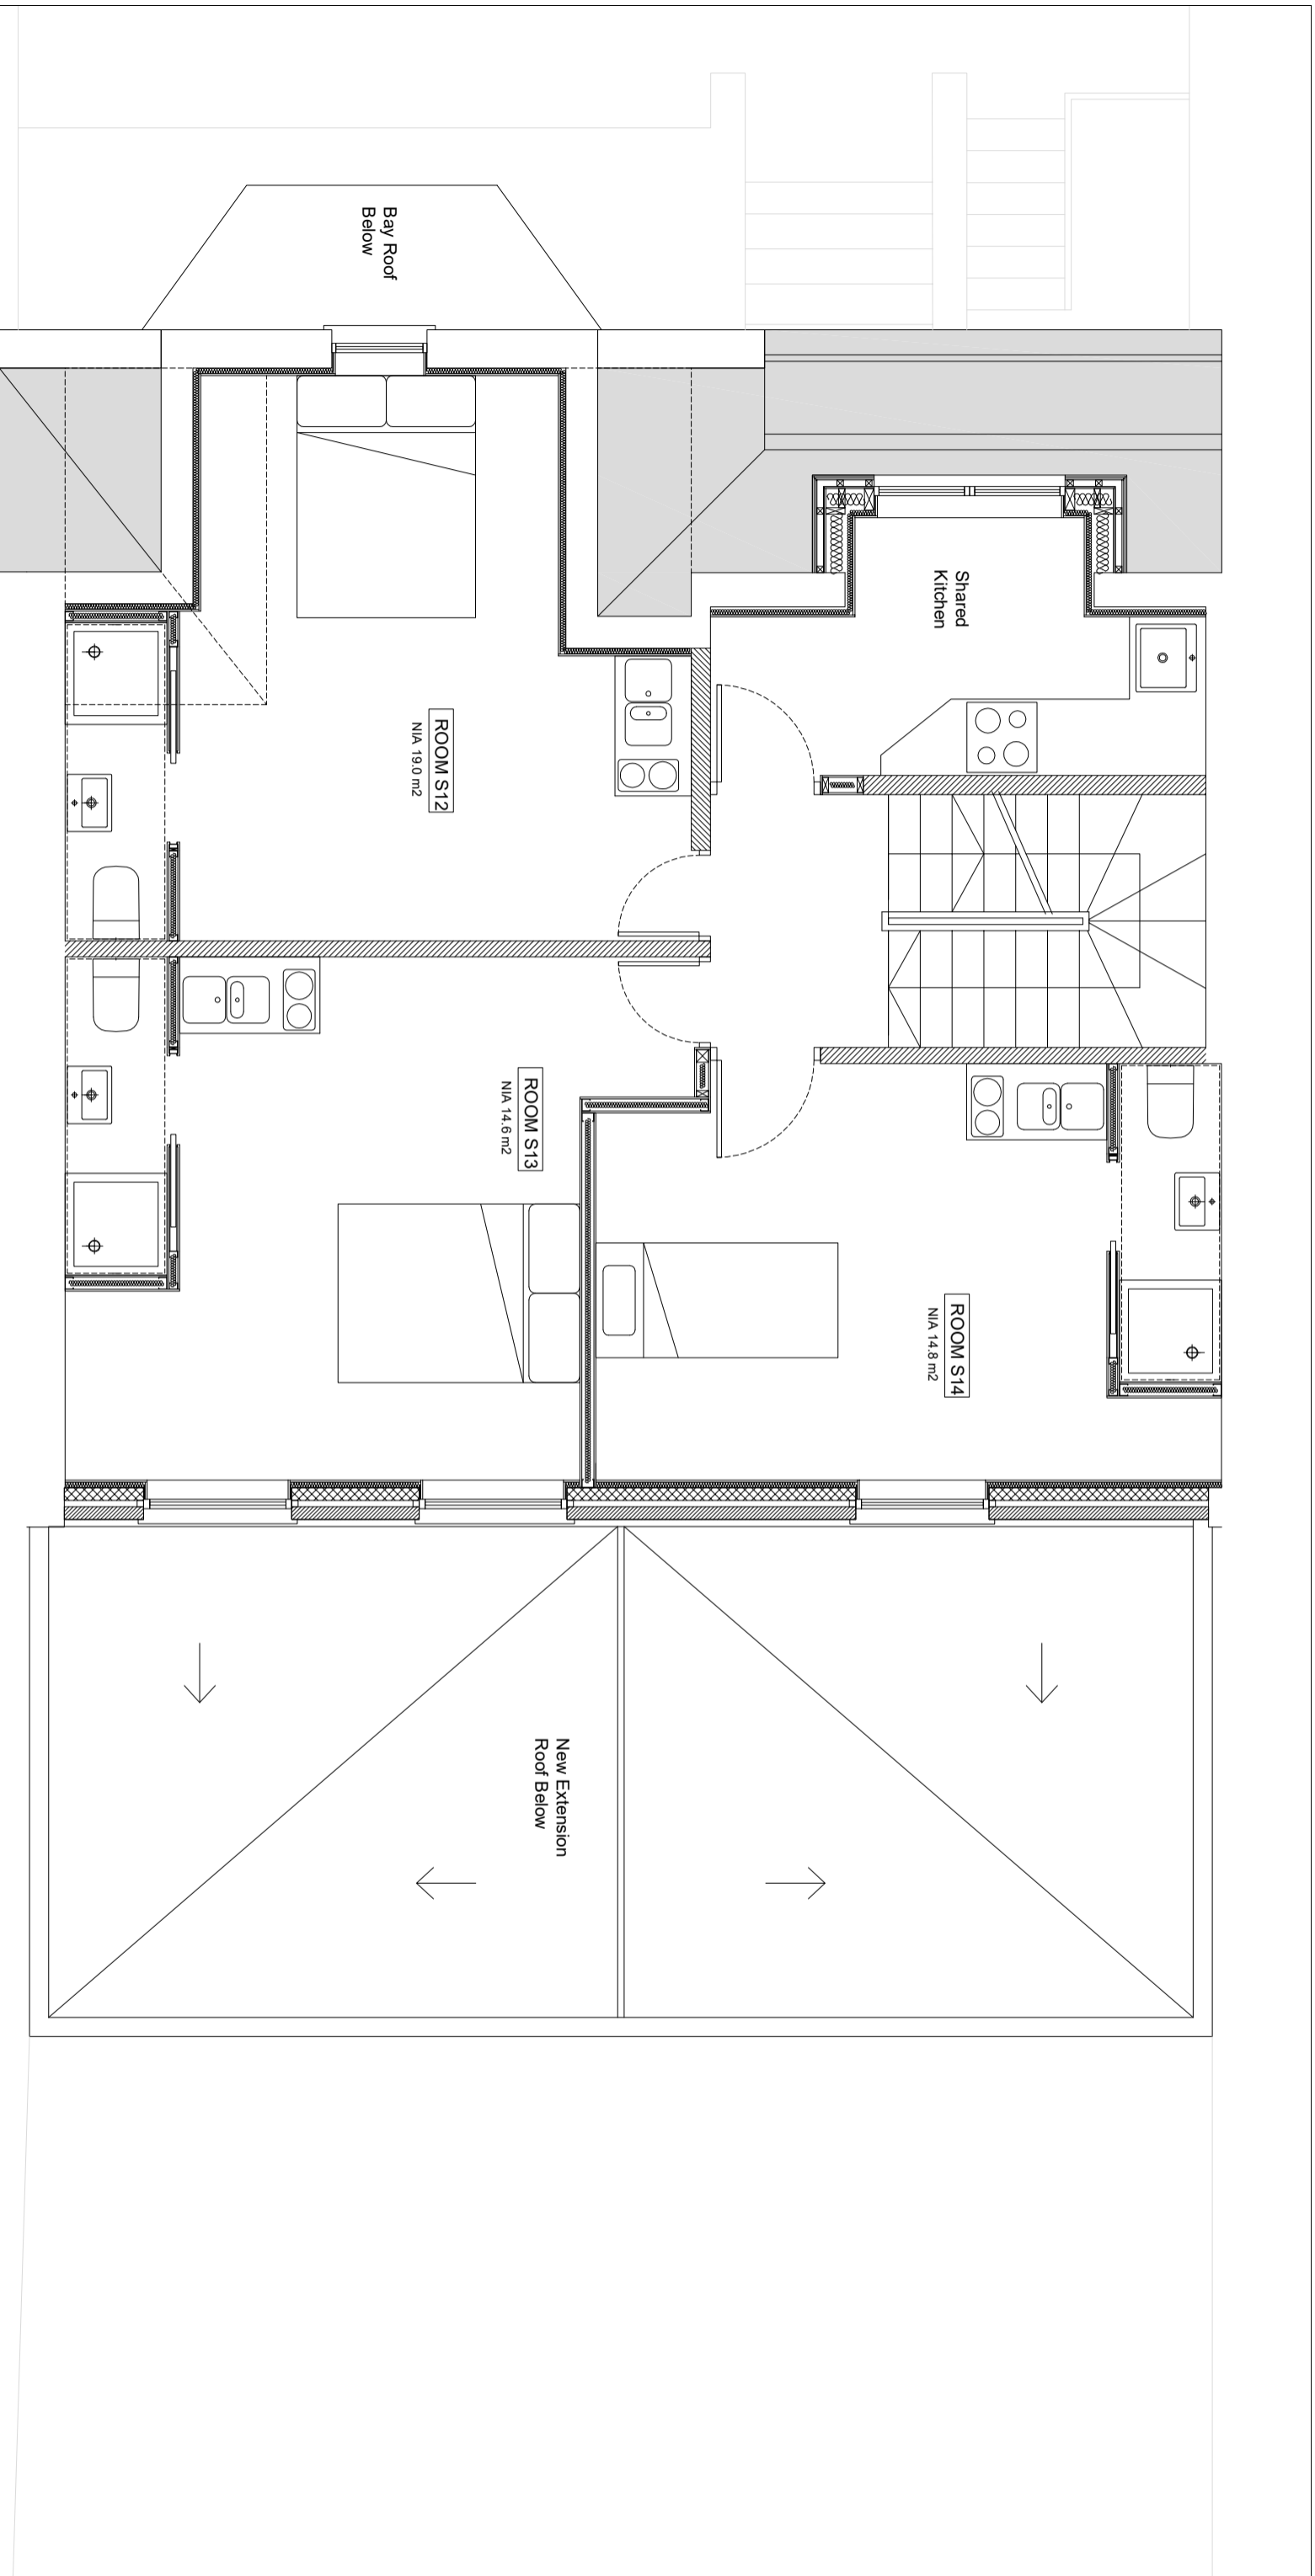 Bay Roof
Below
Shared
Kitchen
ROOM S12
NIA 19.0 m2
ROOM S13
NIA 14.6 m2
ROOM S14
NIA 14.8 m2
New Extension
Roof Below